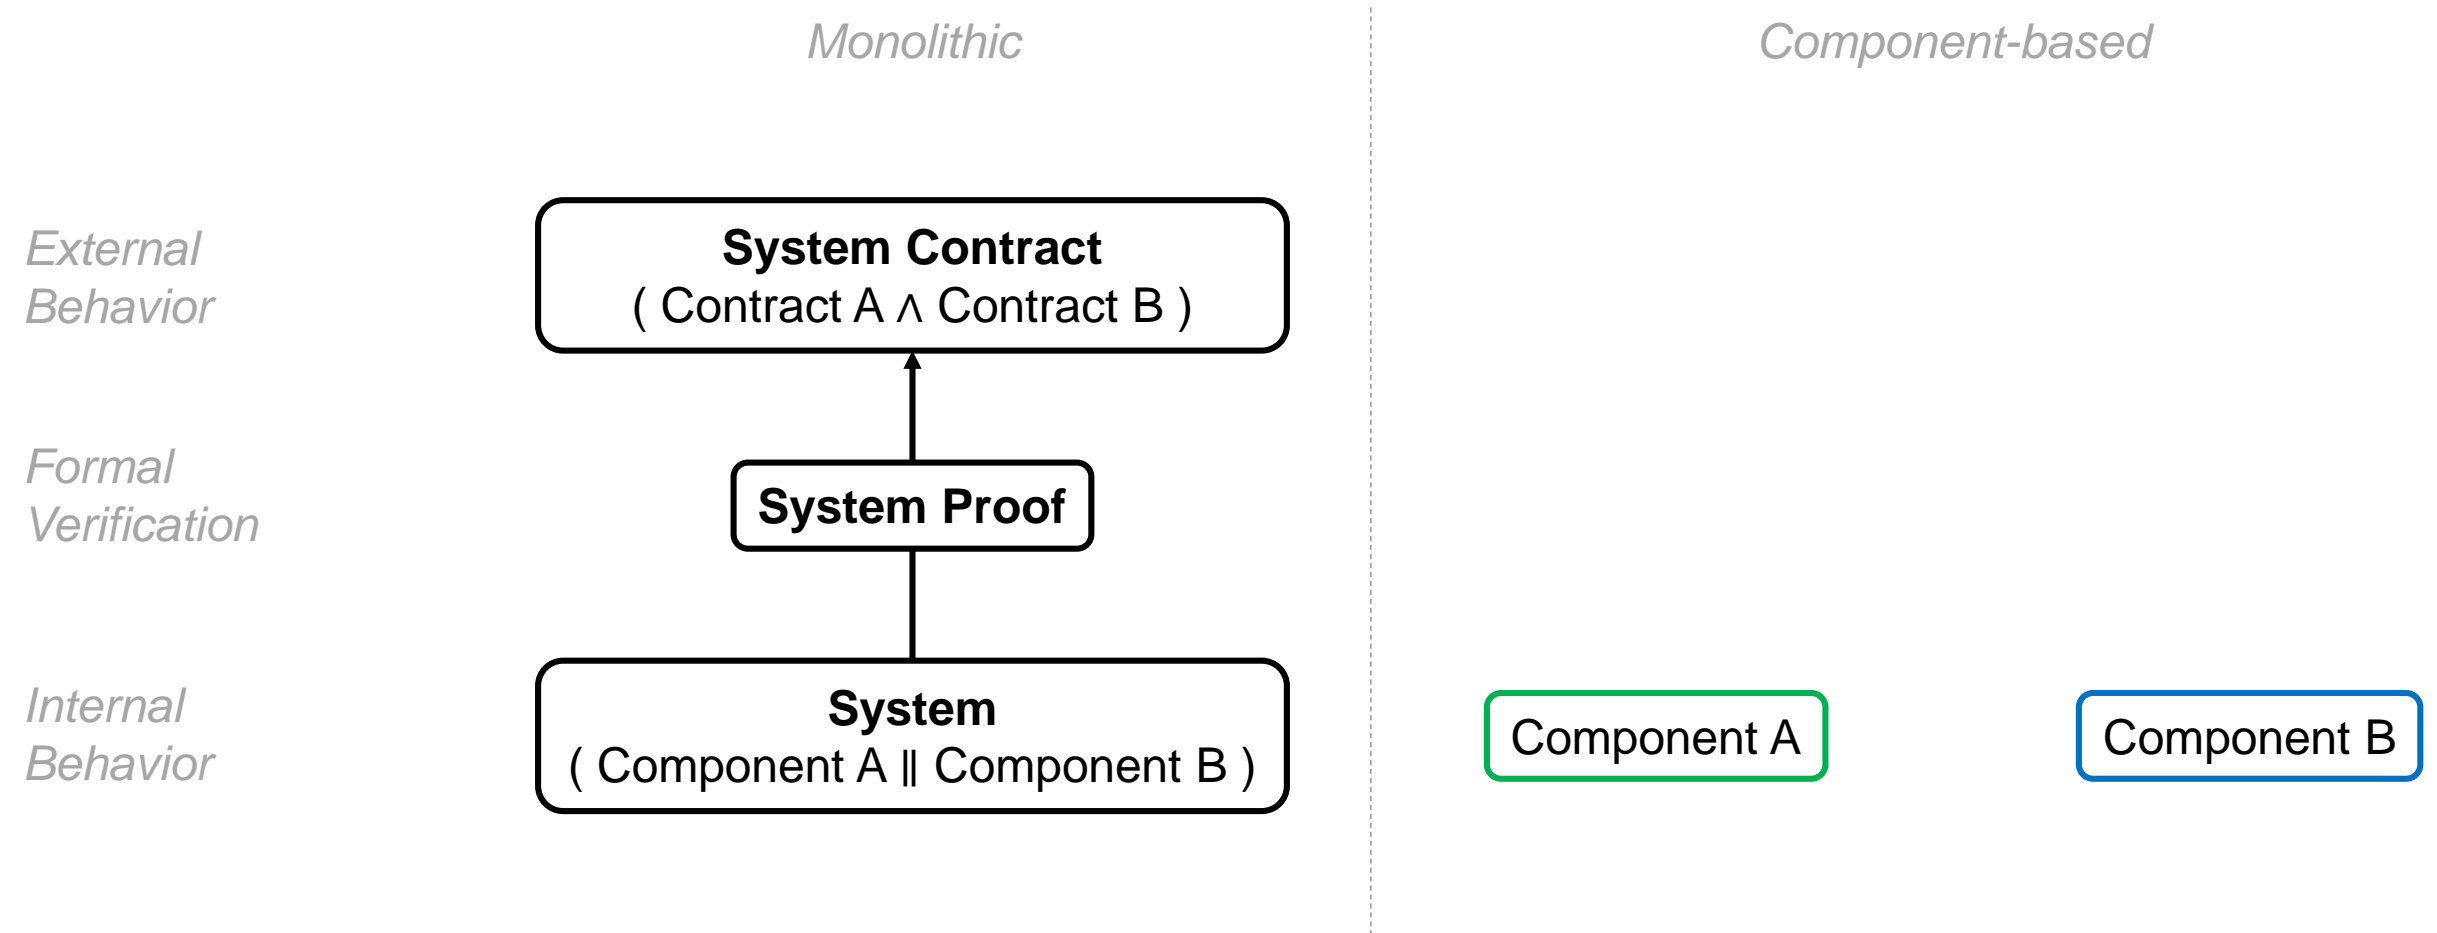 Monolithic
Component-based
External
Behavior
System Contract
( Contract A ∧ Contract B )
Formal
Verification
System Proof
Internal
Behavior
System
( Component A ∥ Component B )
Component A
Component B